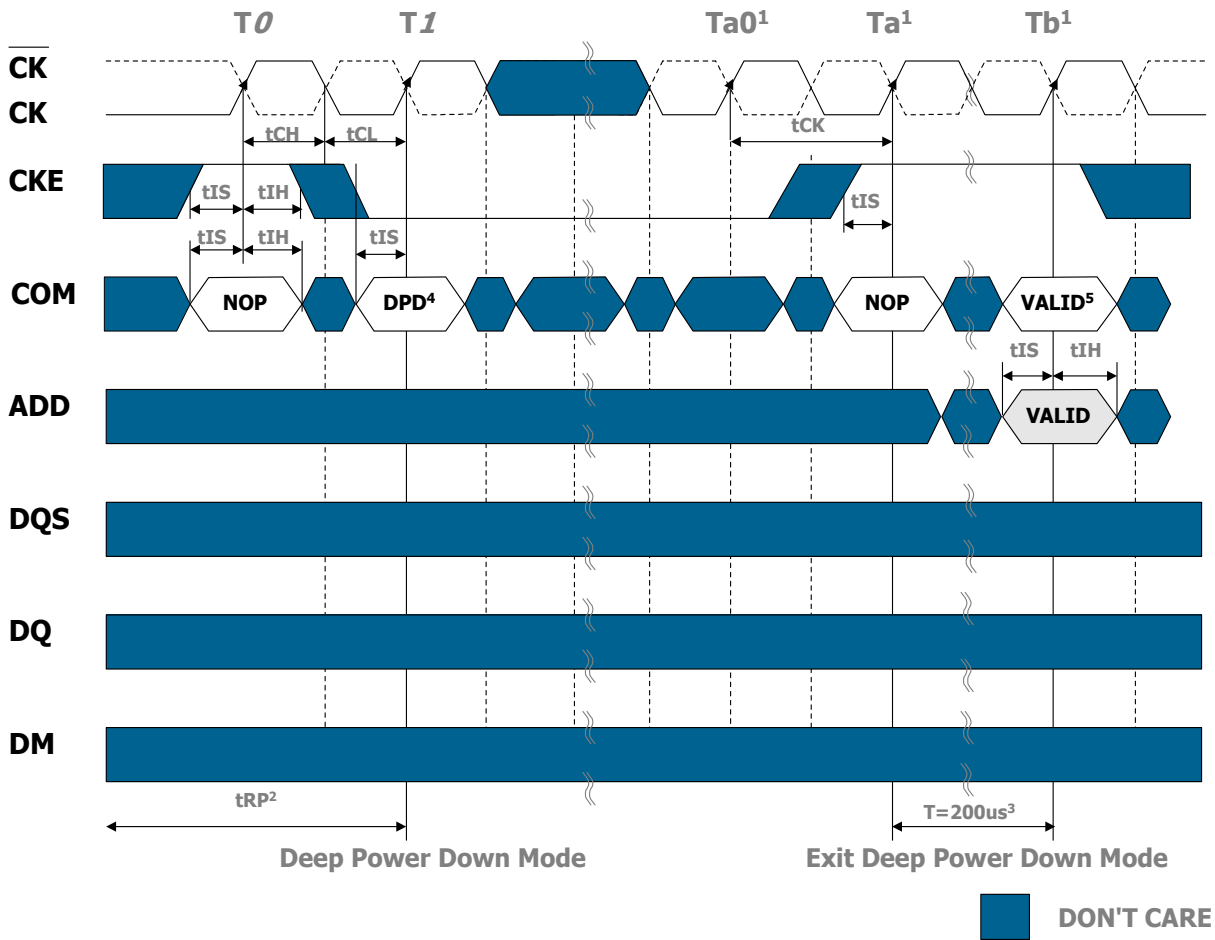 T0 T1 Ta0¹ Ta¹ Tb¹
CK
CK
tCH tCL tCK
CKE
tIS tIH tIS
tIS tIH tIS
COM NOP DPD⁴ NOP VALID⁵
tIS tIH
ADD VALID
DQS
DQ
DM
tRP² T=200us³
Deep Power Down Mode Exit Deep Power Down Mode
DON'T CARE